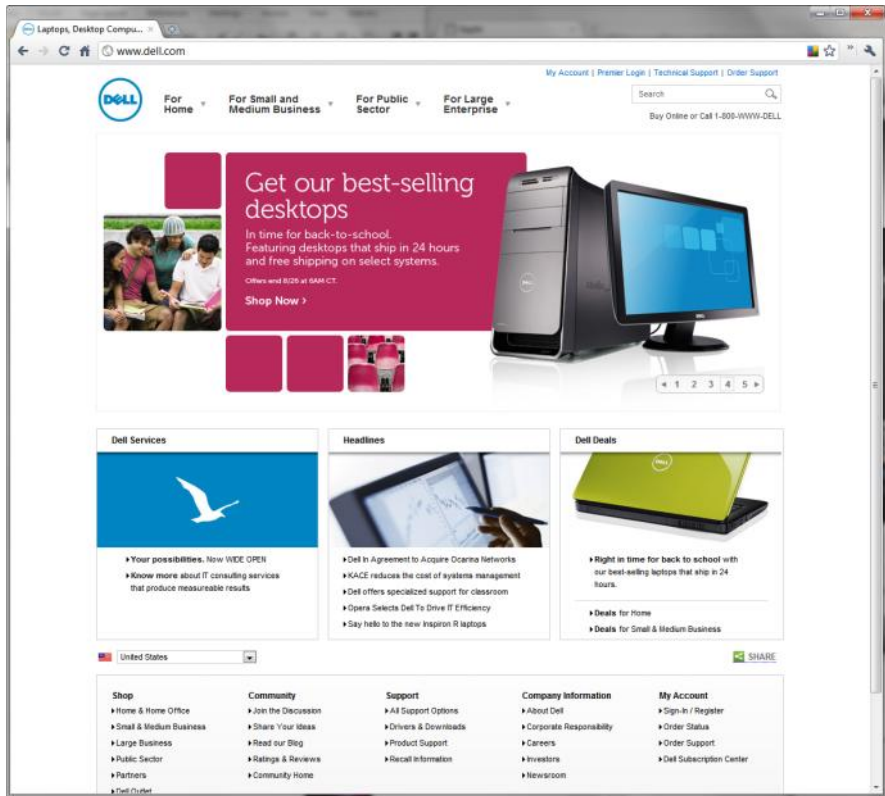 Laptops, Desktop Compu...
www.dell.com
My Account | Premier Login | Technical Support | Order Support
DELL
For Home
For Small and Medium Business
For Public Sector
For Large Enterprise
Search
Buy Online or Call 1-800-WWW-DELL
Get our best-selling
desktops
In time for back-to-school.
Featuring desktops that ship in 24 hours
and free shipping on select systems.
Offers end 8/26 at 6AM CT.
Shop Now >
1 2 3 4 5
Dell Services
Your possibilities. Now WIDE OPEN
Know more about IT consulting services
that produce measureable results
Headlines
Dell In Agreement to Acquire Ocarina Networks
KACE reduces the cost of systems management
Dell offers specialized support for classroom
Opera Selects Dell To Drive IT Efficiency
Say hello to the new Inspiron R laptops
Dell Deals
DELL
Right in time for back to school with
our best-selling laptops that ship in 24
hours.
Deals for Home
Deals for Small & Medium Business
United States
SHARE
Shop
Home & Home Office
Small & Medium Business
Large Business
Public Sector
Partners
Dell Outlet
Community
Join the Discussion
Share Your Ideas
Read our Blog
Ratings & Reviews
Community Home
Support
All Support Options
Drivers & Downloads
Product Support
Recall Information
Company Information
About Dell
Corporate Responsibility
Careers
Investors
Newsroom
My Account
Sign-In / Register
Order Status
Order Support
Dell Subscription Center